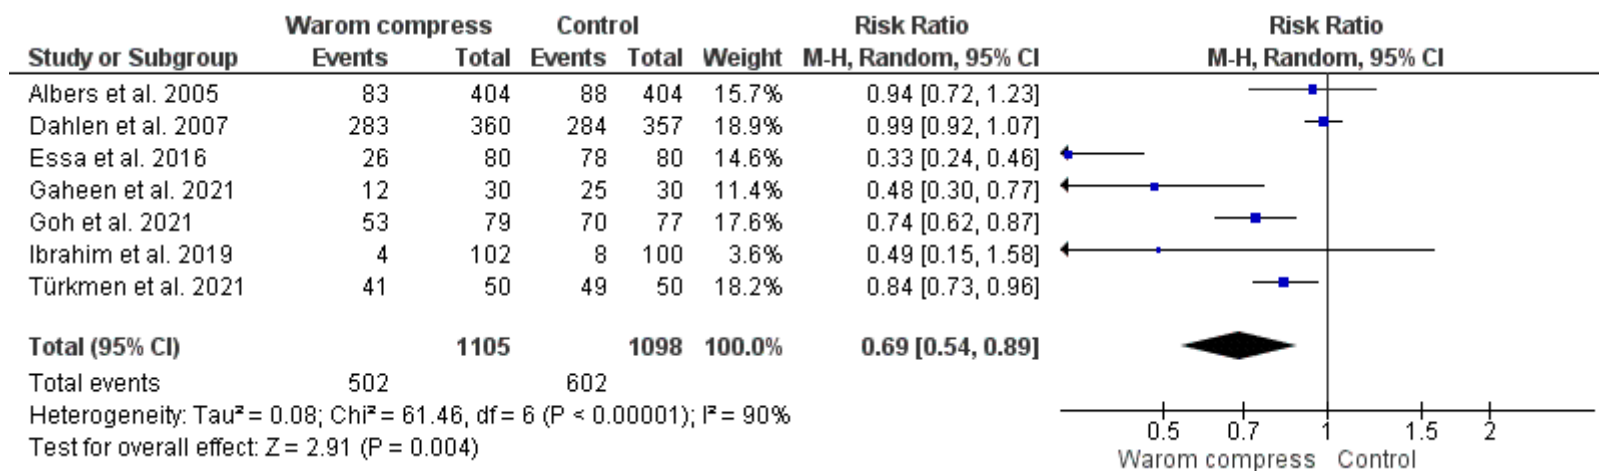 Warom compress Control Risk Ratio Risk Ratio
Study or Subgroup Events Total Events Total Weight M-H, Random, 95% CI M-H, Random, 95% CI
Albers et al. 2005 83 404 88 404 15.7% 0.94 [0.72, 1.23]
Dahlen et al. 2007 283 360 284 357 18.9% 0.99 [0.92, 1.07]
Essa et al. 2016 26 80 78 80 14.6% 0.33 [0.24, 0.46]
Gaheen et al. 2021 12 30 25 30 11.4% 0.48 [0.30, 0.77]
Goh et al. 2021 53 79 70 77 17.6% 0.74 [0.62, 0.87]
Ibrahim et al. 2019 4 102 8 100 3.6% 0.49 [0.15, 1.58]
Türkmen et al. 2021 41 50 49 50 18.2% 0.84 [0.73, 0.96]
Total (95% CI) 1105 1098 100.0% 0.69 [0.54, 0.89]
Total events 502 602
Heterogeneity: Tau² = 0.08; Chi² = 61.46, df = 6 (P < 0.00001); I² = 90%
Test for overall effect: Z = 2.91 (P = 0.004)
0.5 0.7 1 1.5 2
Warom compress Control